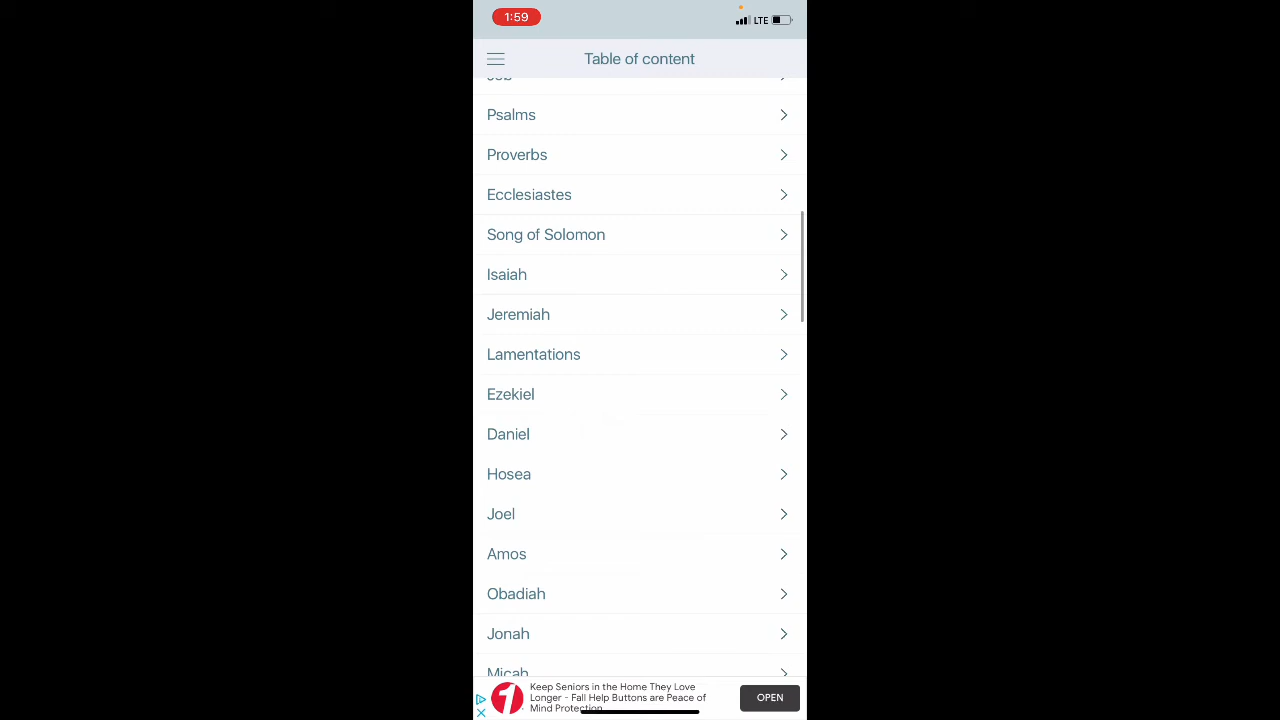 1:59
LTE
Table of content
Job
Psalms
Proverbs
Ecclesiastes
Song of Solomon
Isaiah
Jeremiah
Lamentations
Ezekiel
Daniel
Hosea
Joel
Amos
Obadiah
Jonah
Micah
Keep Seniors in the Home They Love
Longer - Fall Help Buttons are Peace of
Mind Protection
OPEN